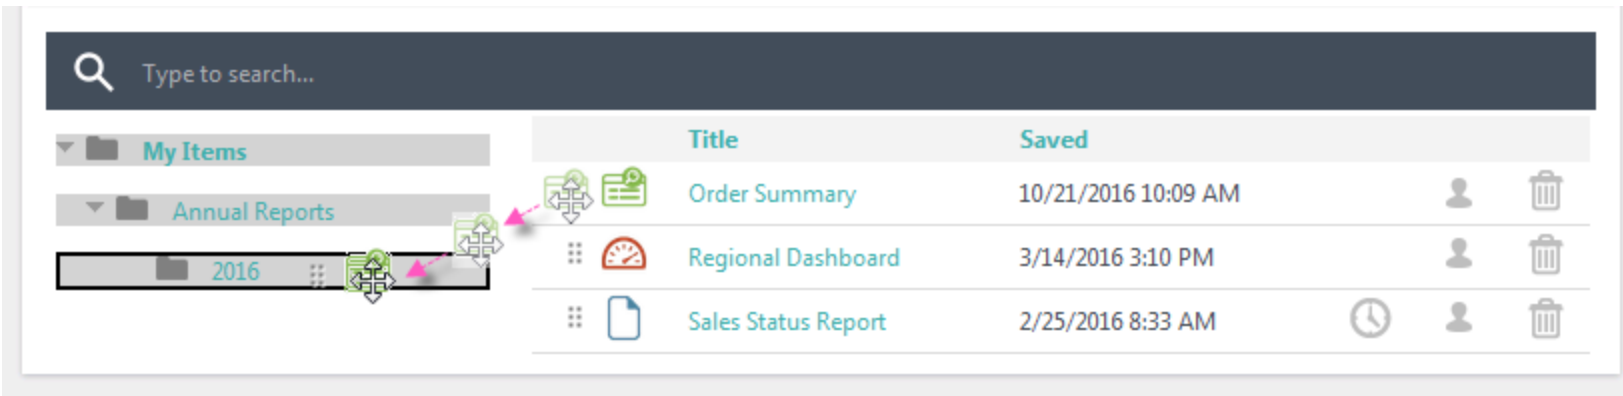 Type to search...
My Items
Annual Reports
2016
Title Saved
Order Summary 10/21/2016 10:09 AM
Regional Dashboard 3/14/2016 3:10 PM
Sales Status Report 2/25/2016 8:33 AM